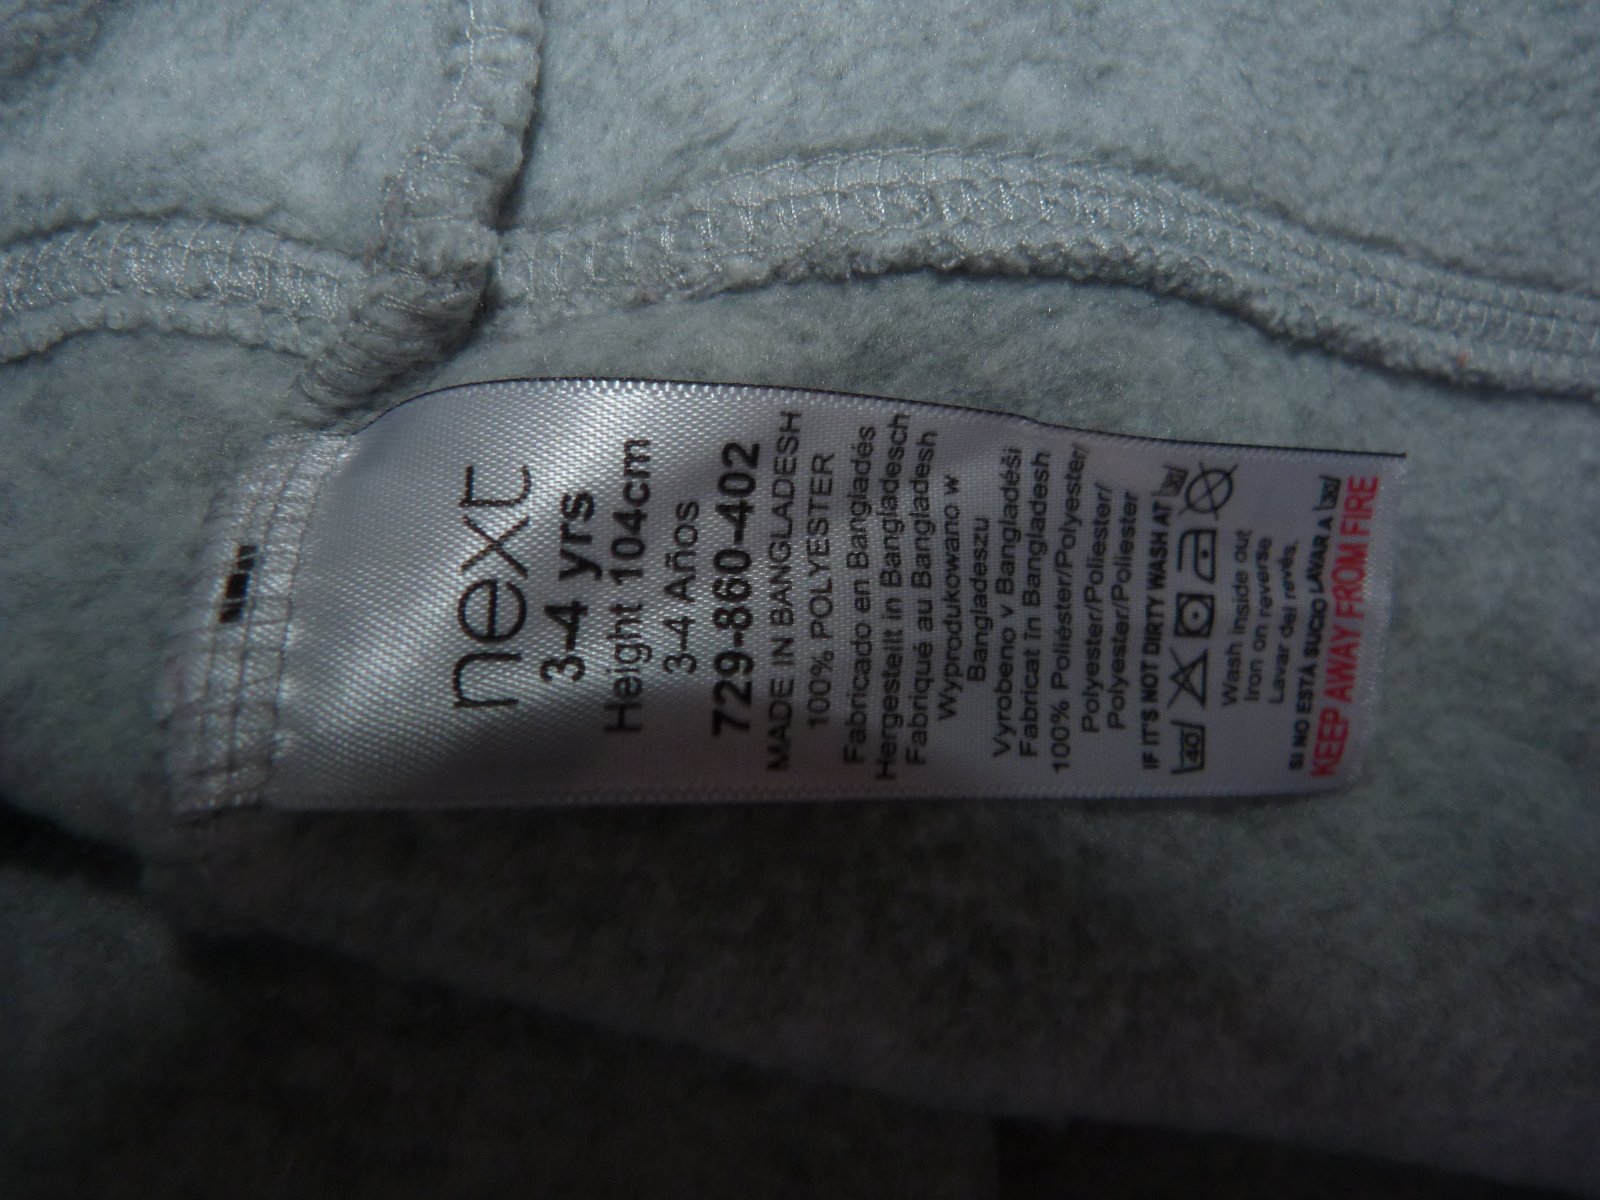 next
3-4 yrs
Height 104cm
3-4 Años
729-860-402
MADE IN BANGLADESH
100% POLYESTER
Fabricado en Bangladés
Hergestellt in Bangladesch
Fabriqué au Bangladesh
Wyprodukowano w
Bangladeszu
Vyrobeno v Bangladéši
Fabricat în Bangladesh
100% Poliéster/Polyester/
Polyester/Poliester/
Polyester/Poliester
IF IT'S NOT DIRTY WASH AT 30
40
Wash inside out
Iron on reverse
Lavar del revés.
SI NO ESTÁ SUCIO LAVAR A 30
KEEP AWAY FROM FIRE